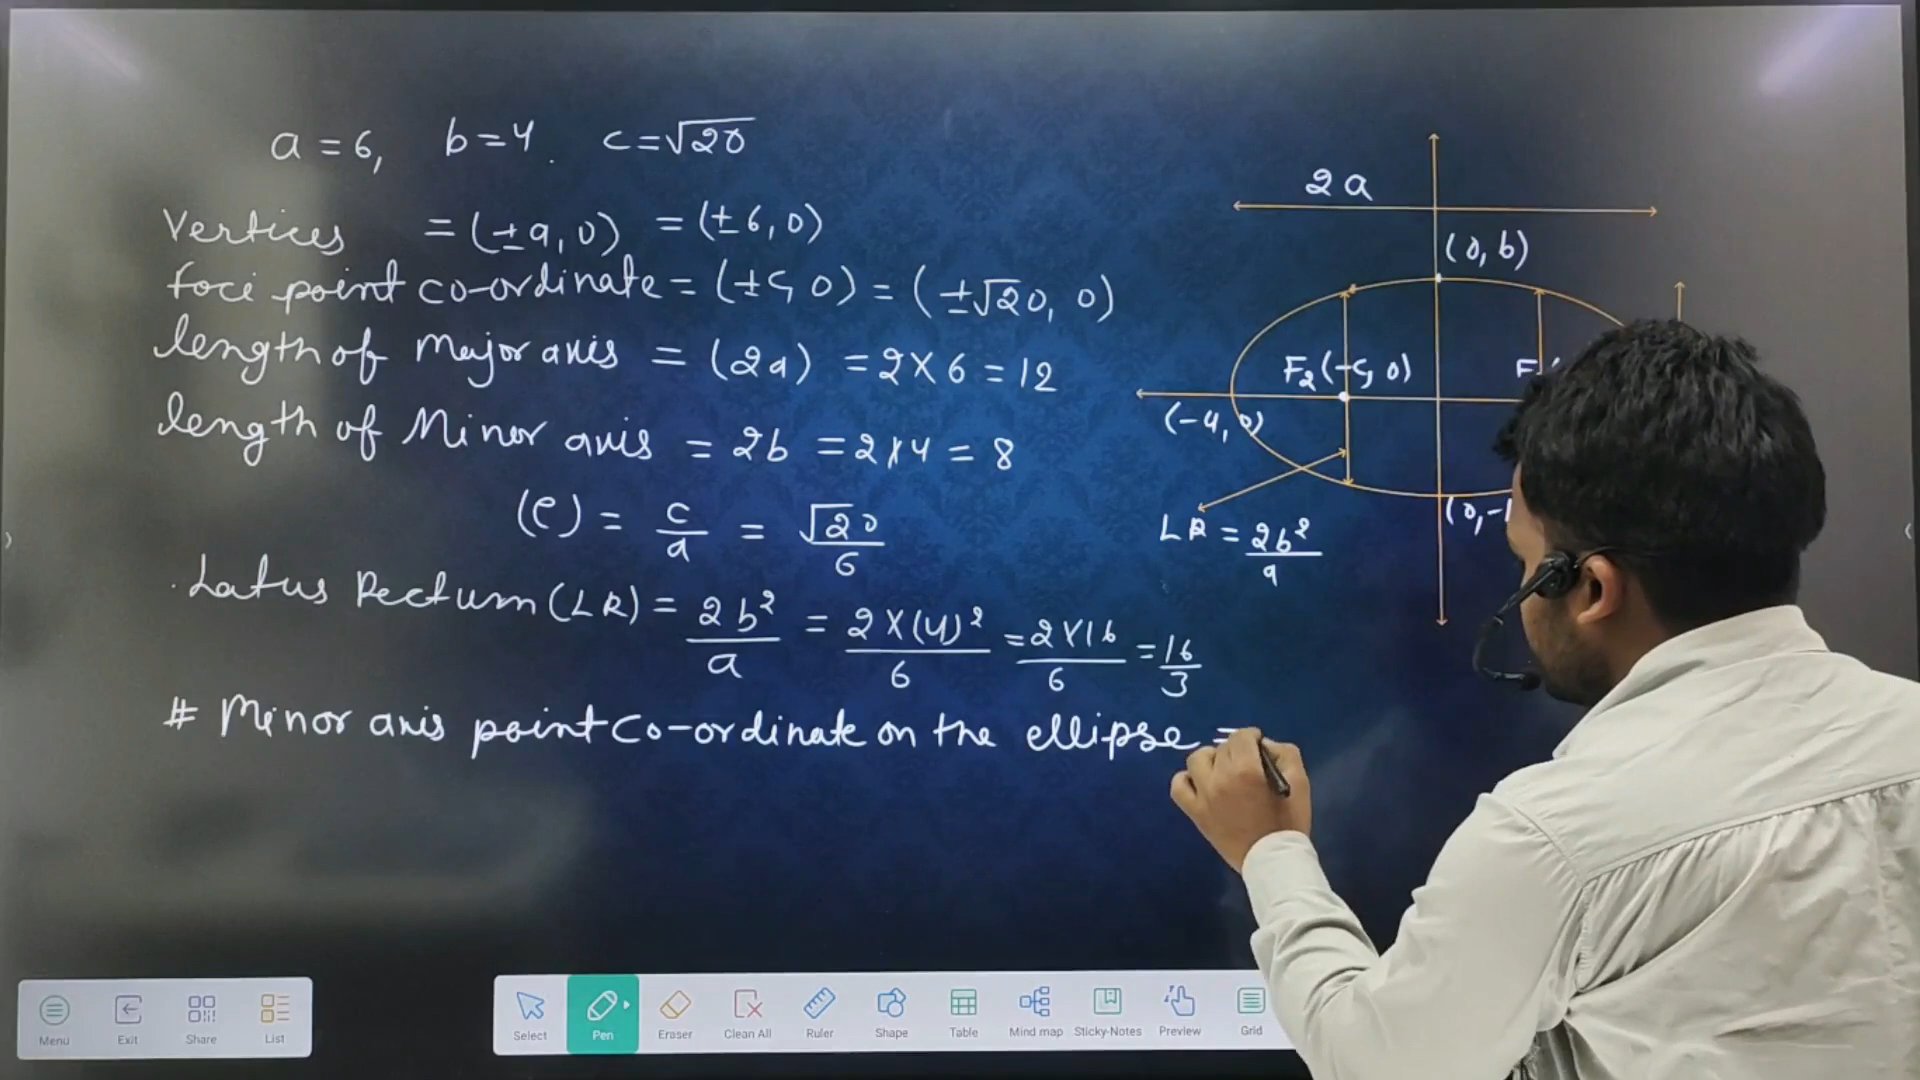 a = 6, b = 4. c = √20
Vertices = (±a, 0) = (±6, 0)
foci point co-ordinate = (±c, 0) = (±√20, 0)
length of Major axis = (2a) = 2 × 6 = 12
length of Minor axis = 2b = 2 × 4 = 8
(e) = c/a = √20/6
Latus Rectum (LR) = 2b²/a = 2 × (4)²/6 = 2 × 16/6 = 16/3
# Minor axis point Co-ordinate on the ellipse =
2a
(0, b)
F₂(-c, 0)
F
(-a, 0)
(0, -
LR = 2b²/a
Menu Exit Share List
Select Pen Eraser Clean All Ruler Shape Table Mind map Sticky-Notes Preview Grid